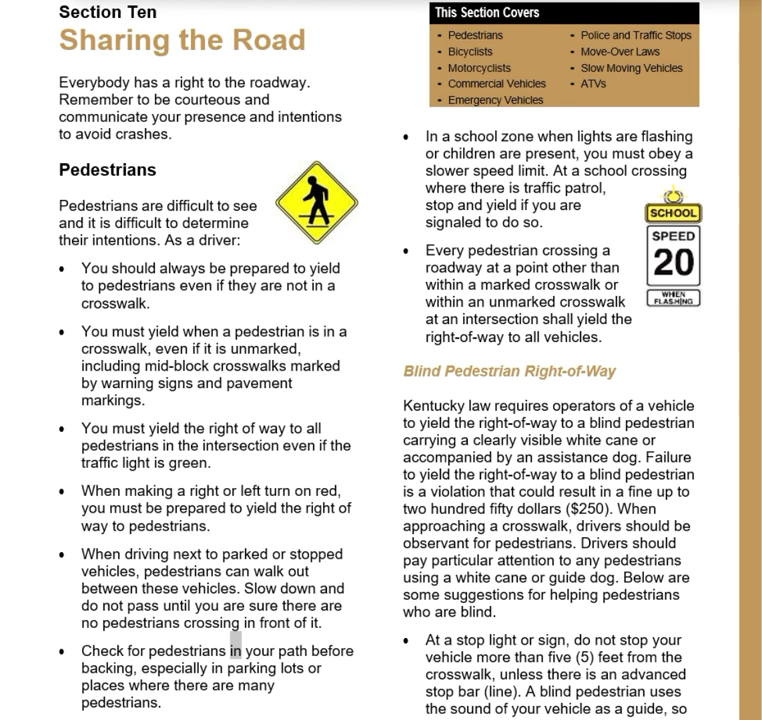 Section Ten
Sharing the Road
Everybody has a right to the roadway.
Remember to be courteous and
communicate your presence and intentions
to avoid crashes.
Pedestrians
Pedestrians are difficult to see
and it is difficult to determine
their intentions. As a driver:
• You should always be prepared to yield
to pedestrians even if they are not in a
crosswalk.
• You must yield when a pedestrian is in a
crosswalk, even if it is unmarked,
including mid-block crosswalks marked
by warning signs and pavement
markings.
• You must yield the right of way to all
pedestrians in the intersection even if the
traffic light is green.
• When making a right or left turn on red,
you must be prepared to yield the right of
way to pedestrians.
• When driving next to parked or stopped
vehicles, pedestrians can walk out
between these vehicles. Slow down and
do not pass until you are sure there are
no pedestrians crossing in front of it.
• Check for pedestrians in your path before
backing, especially in parking lots or
places where there are many
pedestrians.
This Section Covers
• Pedestrians
• Bicyclists
• Motorcyclists
• Commercial Vehicles
• Emergency Vehicles
• Police and Traffic Stops
• Move-Over Laws
• Slow Moving Vehicles
• ATVs
• In a school zone when lights are flashing
or children are present, you must obey a
slower speed limit. At a school crossing
where there is traffic patrol,
stop and yield if you are
signaled to do so.
SCHOOL
SPEED
20
WHEN
FLASHING
• Every pedestrian crossing a
roadway at a point other than
within a marked crosswalk or
within an unmarked crosswalk
at an intersection shall yield the
right-of-way to all vehicles.
Blind Pedestrian Right-of-Way
Kentucky law requires operators of a vehicle
to yield the right-of-way to a blind pedestrian
carrying a clearly visible white cane or
accompanied by an assistance dog. Failure
to yield the right-of-way to a blind pedestrian
is a violation that could result in a fine up to
two hundred fifty dollars ($250). When
approaching a crosswalk, drivers should be
observant for pedestrians. Drivers should
pay particular attention to any pedestrians
using a white cane or guide dog. Below are
some suggestions for helping pedestrians
who are blind.
• At a stop light or sign, do not stop your
vehicle more than five (5) feet from the
crosswalk, unless there is an advanced
stop bar (line). A blind pedestrian uses
the sound of your vehicle as a guide, so